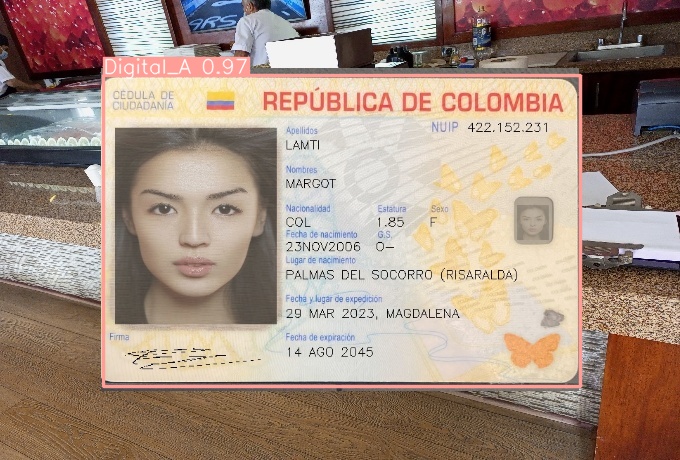 ARS
Digital_A 0.97
CÉDULA DE
CIUDADANÍA
REPÚBLICA DE COLOMBIA
NUIP 422.152.231
Apellidos
LAMTI
Nombres
MARGOT
Nacionalidad Estatura Sexo
COL 1.85 F
Fecha de nacimiento G.S.
23NOV2006 O-
Lugar de nacimiento
PALMAS DEL SOCORRO (RISARALDA)
Fecha y lugar de expedición
29 MAR 2023, MAGDALENA
Firma
Fecha de expiración
14 AGO 2045